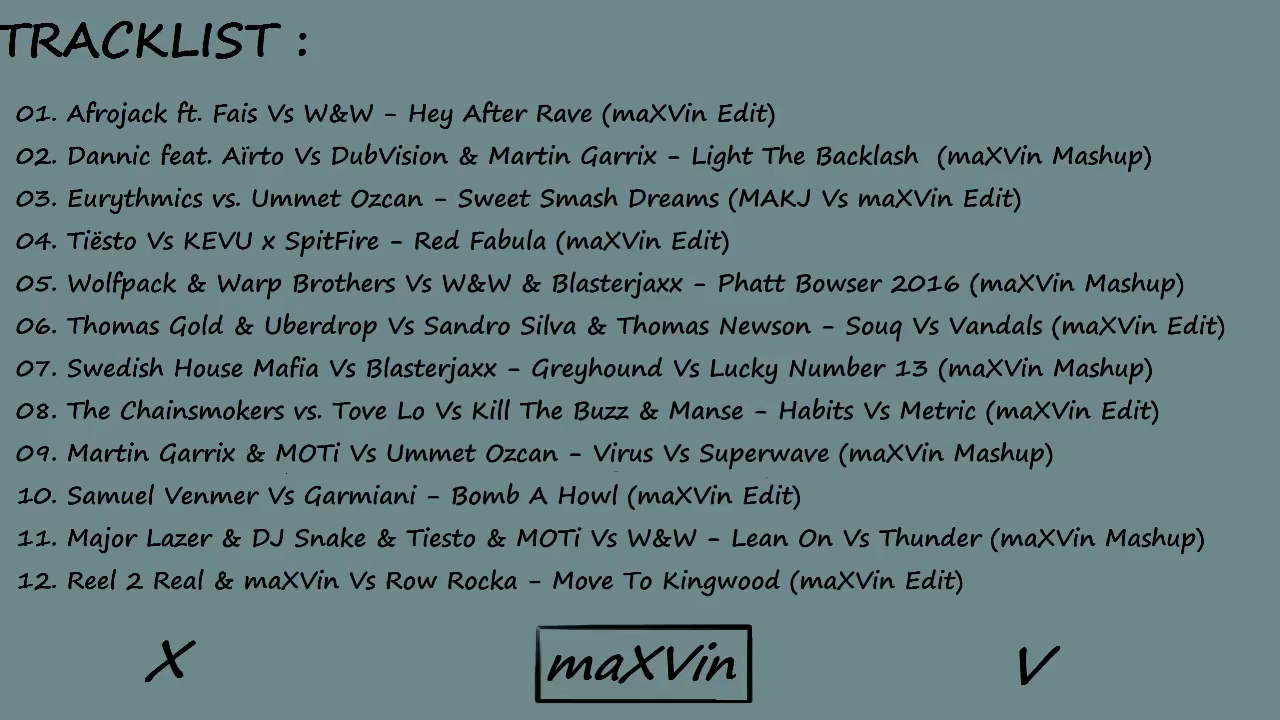 TRACKLIST :
01. Afrojack ft. Fais Vs W&W - Hey After Rave (maXVin Edit)
02. Dannic feat. Aïrto Vs DubVision & Martin Garrix - Light The Backlash  (maXVin Mashup)
03. Eurythmics vs. Ummet Ozcan - Sweet Smash Dreams (MAKJ Vs maXVin Edit)
04. Tiësto Vs KEVU x SpitFire - Red Fabula (maXVin Edit)
05. Wolfpack & Warp Brothers Vs W&W & Blasterjaxx - Phatt Bowser 2016 (maXVin Mashup)
06. Thomas Gold & Uberdrop Vs Sandro Silva & Thomas Newson - Souq Vs Vandals (maXVin Edit)
07. Swedish House Mafia Vs Blasterjaxx - Greyhound Vs Lucky Number 13 (maXVin Mashup)
08. The Chainsmokers vs. Tove Lo Vs Kill The Buzz & Manse - Habits Vs Metric (maXVin Edit)
09. Martin Garrix & MOTi Vs Ummet Ozcan - Virus Vs Superwave (maXVin Mashup)
10. Samuel Venmer Vs Garmiani - Bomb A Howl (maXVin Edit)
11. Major Lazer & DJ Snake & Tiesto & MOTi Vs W&W - Lean On Vs Thunder (maXVin Mashup)
12. Reel 2 Real & maXVin Vs Row Rocka - Move To Kingwood (maXVin Edit)
X maXVin V